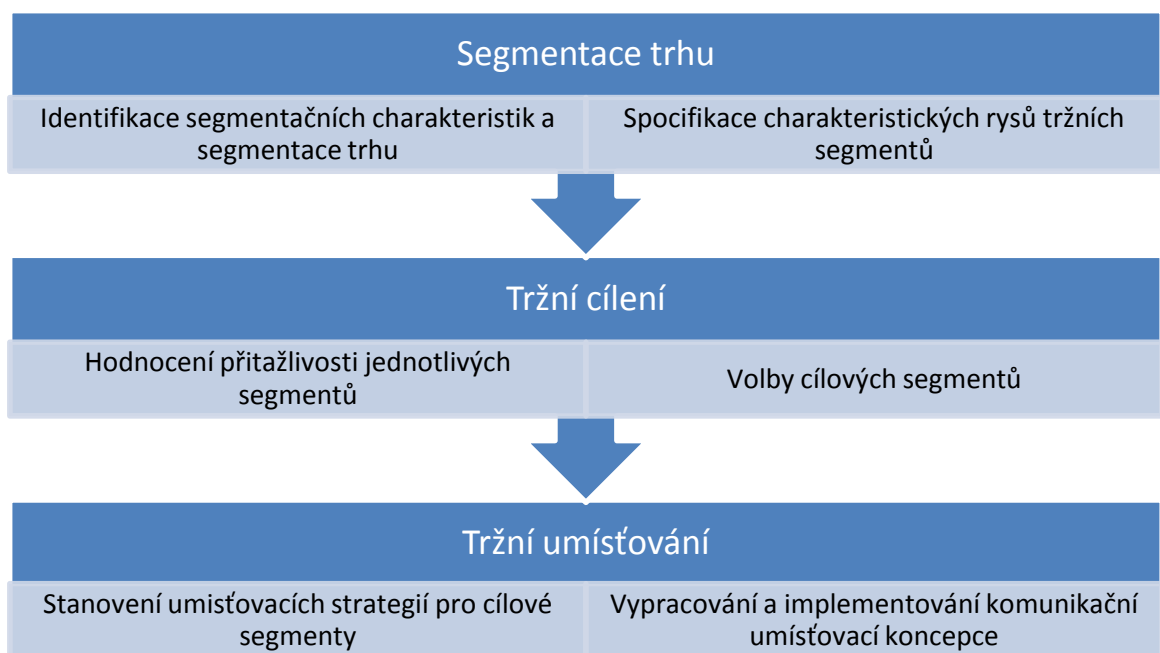 Segmentace trhu
Identifikace segmentačních charakteristik a
segmentace trhu
Spocifikace charakteristických rysů tržních
segmentů
Tržní cílení
Hodnocení přitažlivosti jednotlivých
segmentů
Volby cílových segmentů
Tržní umísťování
Stanovení umisťovacích strategií pro cílové
segmenty
Vypracování a implementování komunikační
umísťovací koncepce